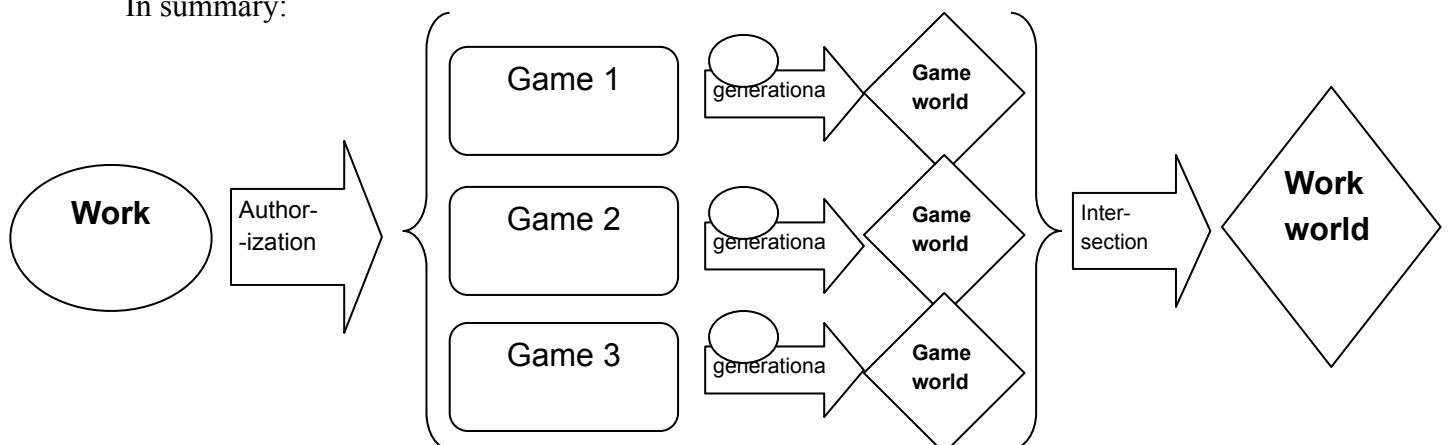 In summary:
Game 1
generationa
Game
world
Work
Author-
-ization
Game 2
generationa
Game
world
Inter-
section
Work
world
Game 3
generationa
Game
world